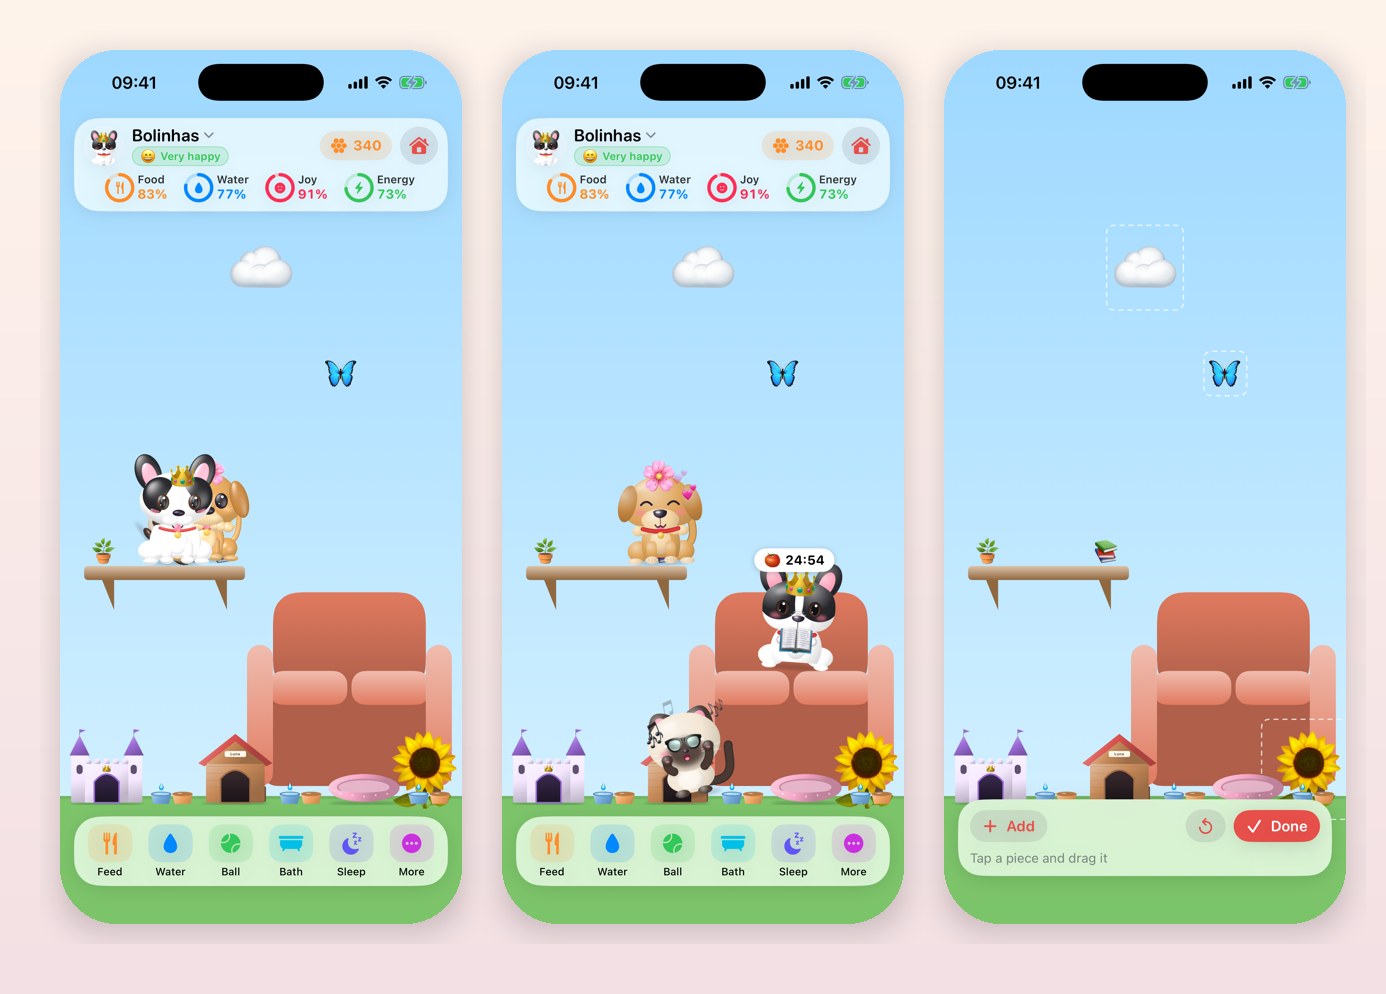 09:41
Bolinhas
340
Very happy
Food
83%
Water
77%
Joy
91%
Energy
73%
Luna
Feed
Water
Ball
Bath
Sleep
More
09:41
Bolinhas
340
Very happy
Food
83%
Water
77%
Joy
91%
Energy
73%
24:54
Feed
Water
Ball
Bath
Sleep
More
09:41
Luna
Add
Done
Tap a piece and drag it